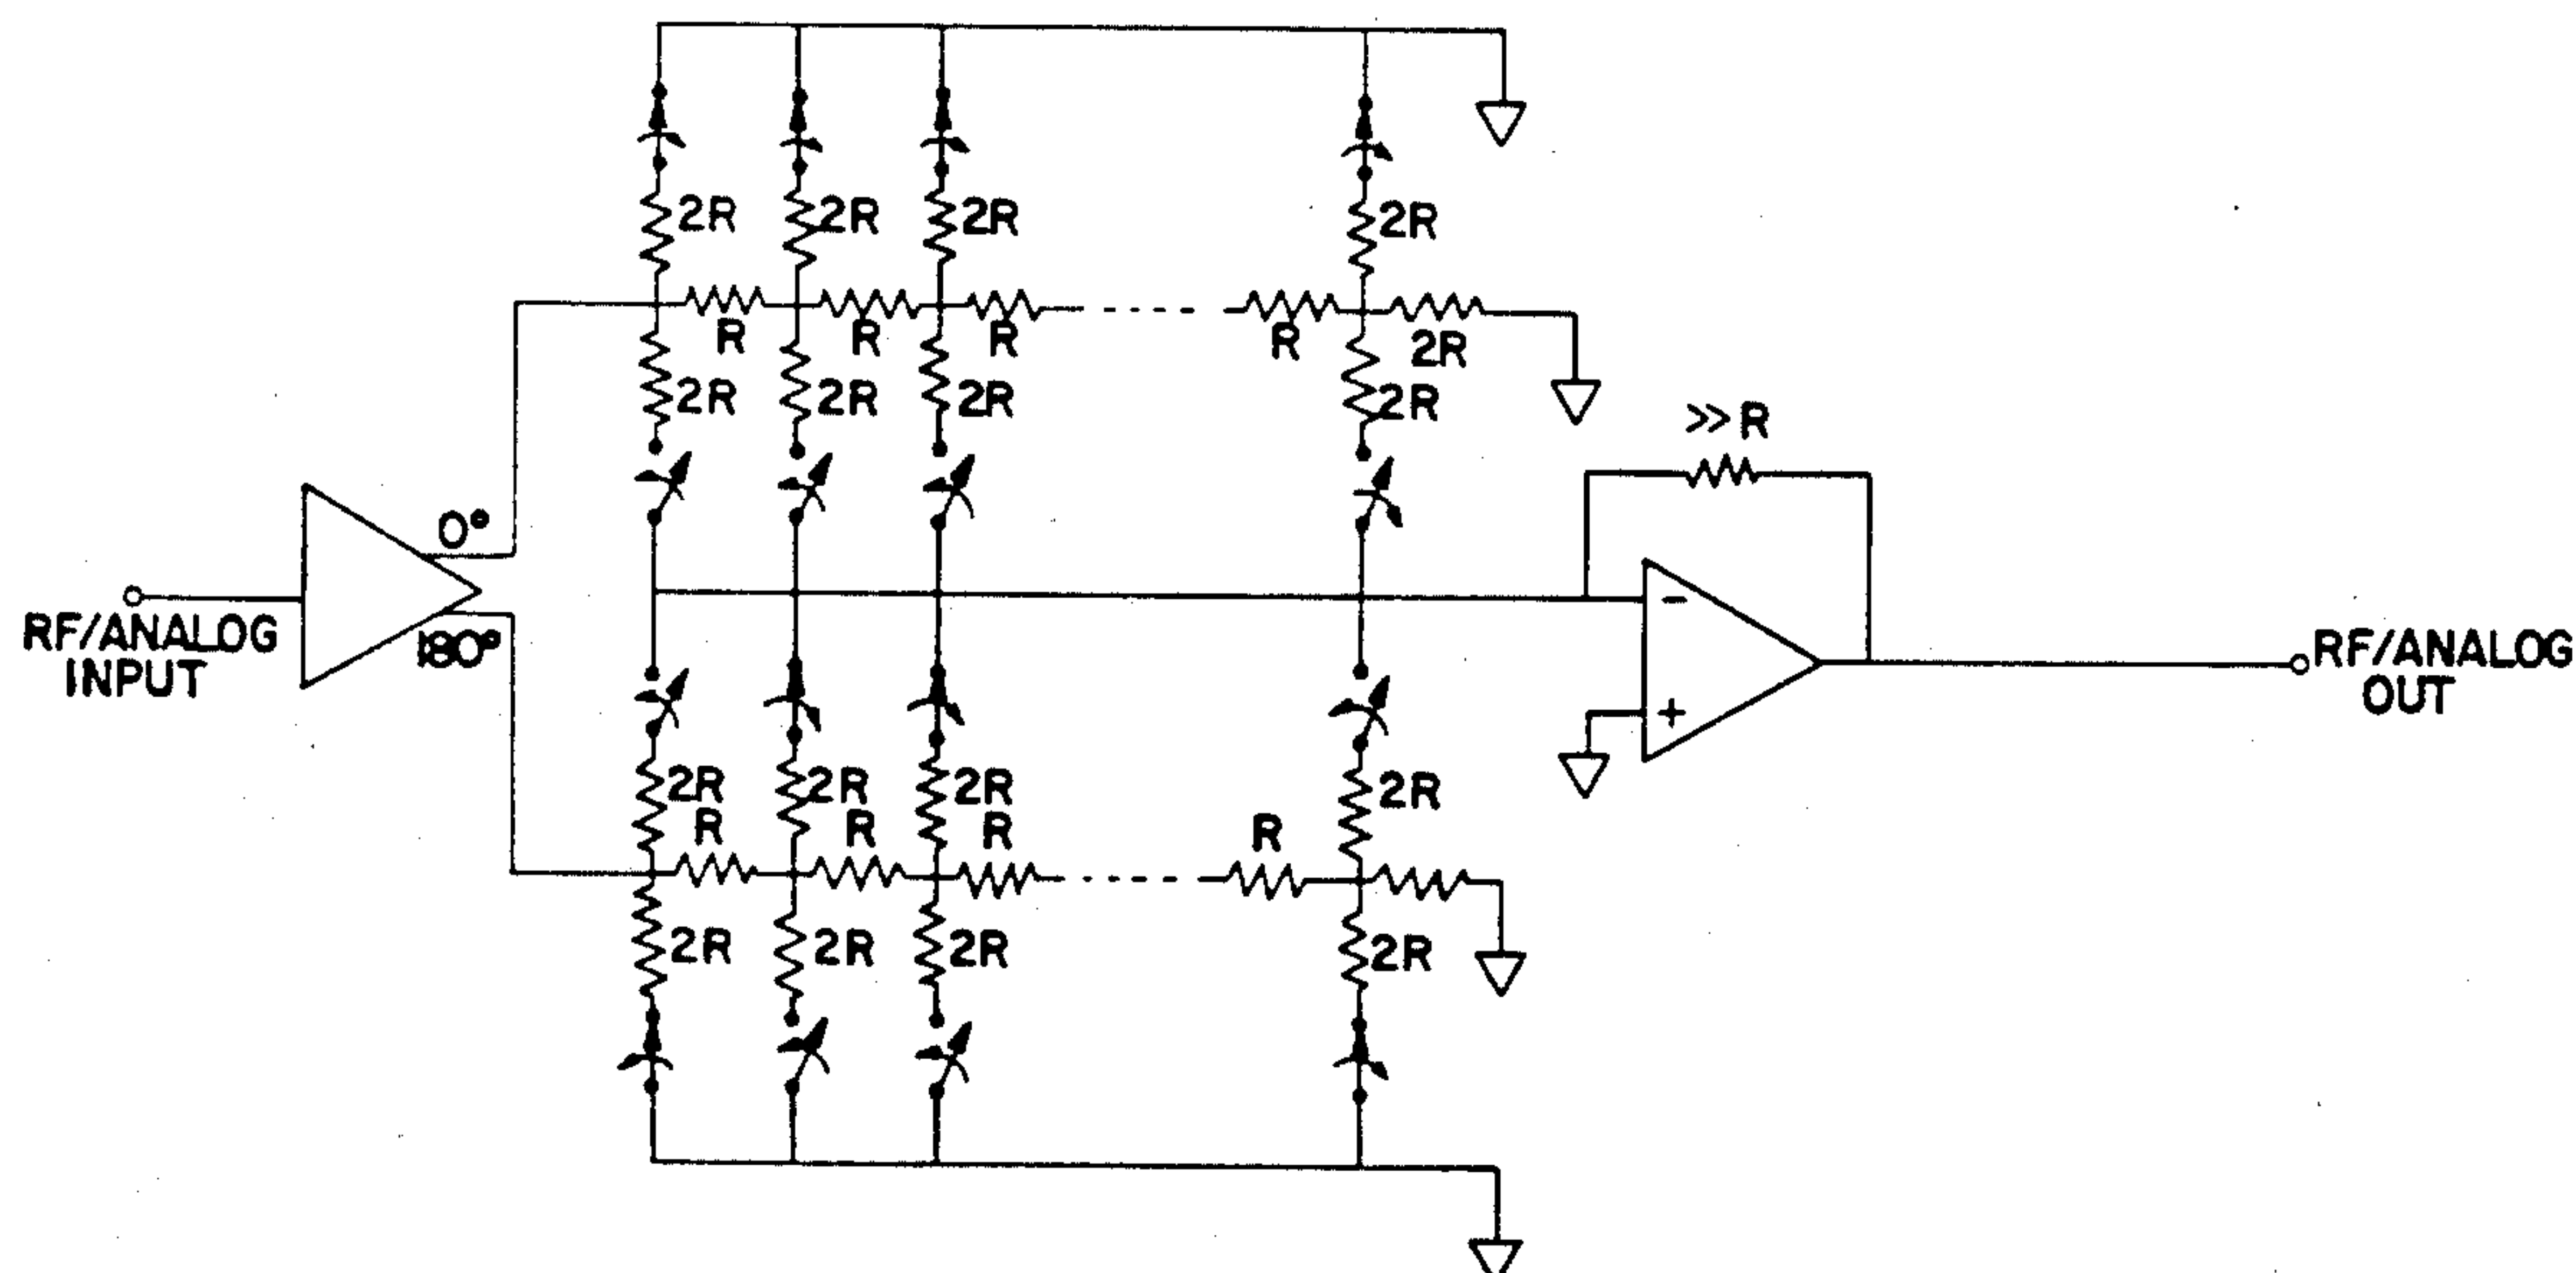 2R 2R 2R 2R
R R R R 2R
2R 2R 2R 2R
>> R
0°
180°
RF/ANALOG
INPUT
-
+
RF/ANALOG
OUT
2R 2R 2R 2R
R R R R
2R 2R 2R 2R